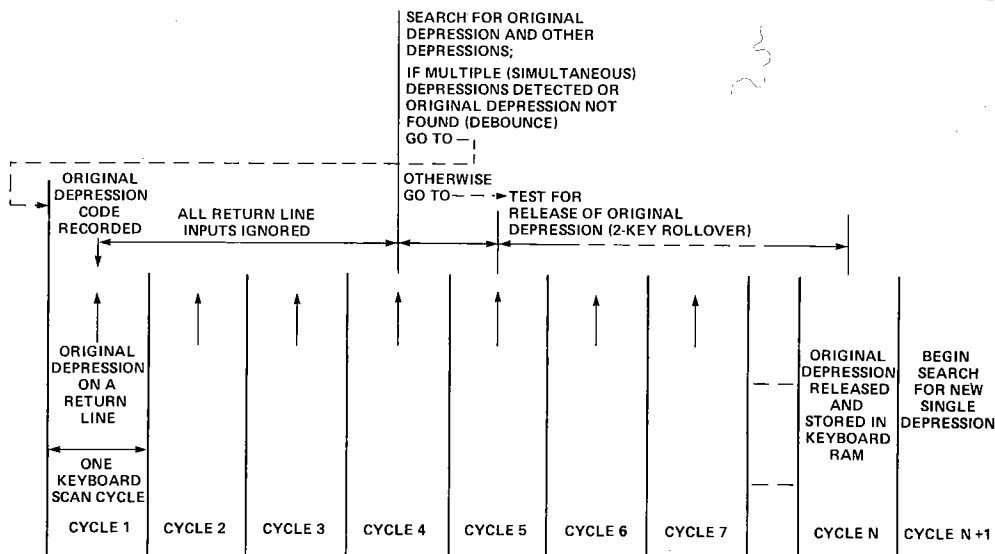 SEARCH FOR ORIGINAL
DEPRESSION AND OTHER
DEPRESSIONS;
IF MULTIPLE (SIMULTANEOUS)
DEPRESSIONS DETECTED OR
ORIGINAL DEPRESSION NOT
FOUND (DEBOUNCE)
GO TO
ORIGINAL
DEPRESSION
CODE
RECORDED
ALL RETURN LINE
INPUTS IGNORED
OTHERWISE
GO TO
TEST FOR
RELEASE OF ORIGINAL
DEPRESSION (2-KEY ROLLOVER)
ORIGINAL
DEPRESSION
ON A
RETURN
LINE
ONE
KEYBOARD
SCAN CYCLE
ORIGINAL
DEPRESSION
RELEASED
AND
STORED IN
KEYBOARD
RAM
BEGIN
SEARCH
FOR NEW
SINGLE
DEPRESSION
CYCLE 1
CYCLE 2
CYCLE 3
CYCLE 4
CYCLE 5
CYCLE 6
CYCLE 7
CYCLE N
CYCLE N +1